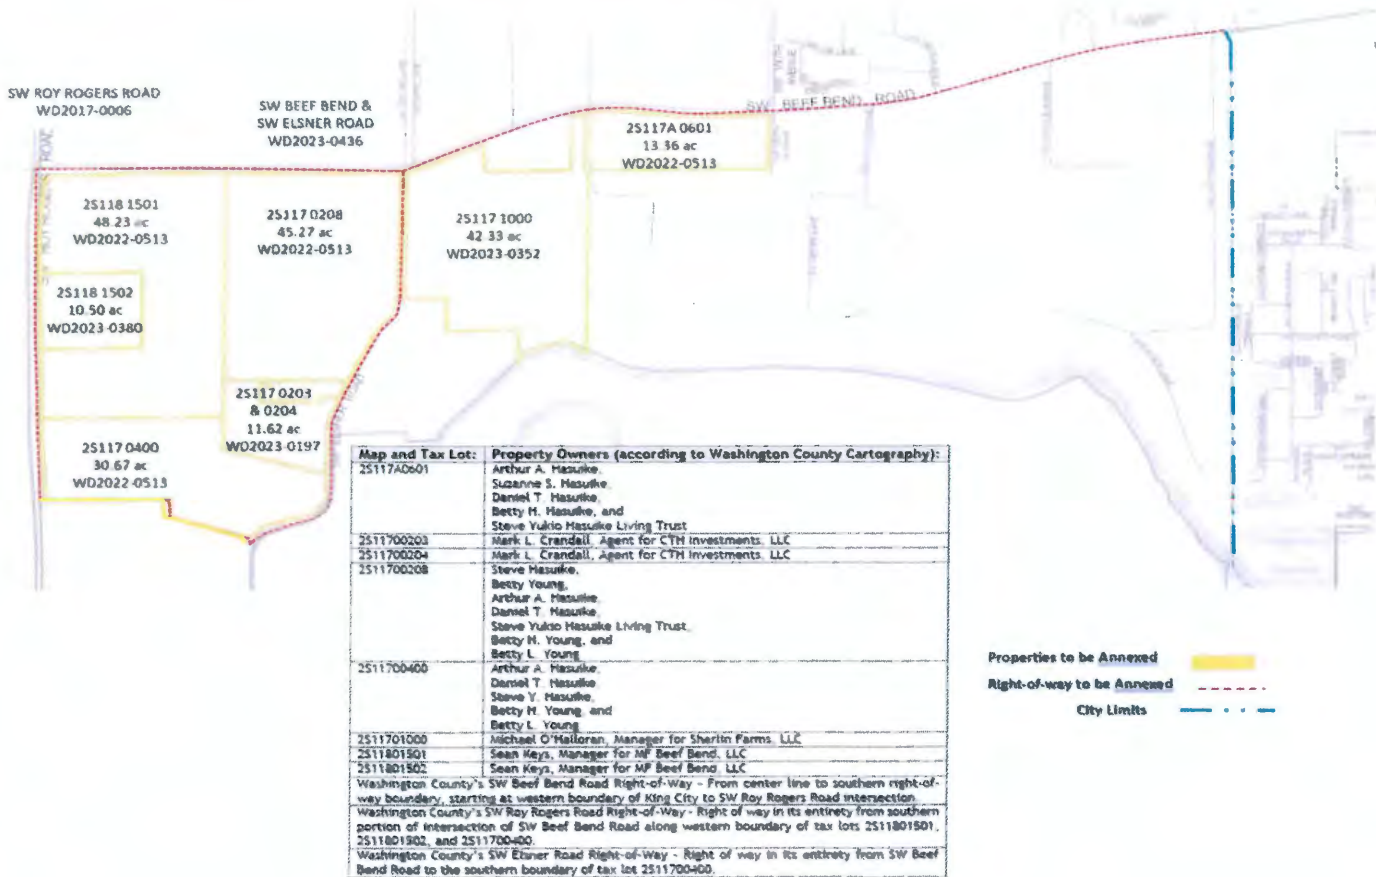 SW ROY ROGERS ROAD
WD2017-0006
SW BEEF BEND &
SW ELSNER ROAD
WD2023-0436
SW BEEF BEND ROAD
2S117A 0601
13.36 ac
WD2022-0513
2S118 1501
48.23 ac
WD2022-0513
2S117 0208
45.27 ac
WD2022-0513
2S117 1000
42.33 ac
WD2023-0352
2S118 1502
10.50 ac
WD2023-0380
2S117 0203
& 0204
11.62 ac
WD2023-0197
2S117 0400
30.67 ac
WD2022-0513
Map and Tax Lot: Property Owners (according to Washington County Cartography):
2S117A0601 Arthur A. Hasuike,
Suzanne S. Hasuike,
Daniel T. Hasuike,
Betty H. Hasuike, and
Steve Yukio Hasuike Living Trust
2S11700203 Mark L. Crandall, Agent for CTH Investments, LLC
2S11700204 Mark L. Crandall, Agent for CTH Investments, LLC
2S11700208 Steve Hasuike,
Betty Young,
Arthur A. Hasuike,
Daniel T. Hasuike,
Steve Yukio Hasuike Living Trust,
Betty H. Young, and
Betty L. Young
2S11700400 Arthur A. Hasuike,
Daniel T. Hasuike
Steve Y. Hasuike,
Betty H. Young, and
Betty L. Young
2S11701000 Michael O'Halloran, Manager for Sherlin Farms, LLC
2S11801501 Sean Keys, Manager for MF Beef Bend, LLC
2S11801502 Sean Keys, Manager for MF Beef Bend, LLC
Washington County's SW Beef Bend Road Right-of-Way - From center line to southern right-of-
way boundary, starting at western boundary of King City to SW Roy Rogers Road intersection
Washington County's SW Roy Rogers Road Right-of-Way - Right of way in its entirety from southern
portion of intersection of SW Beef Bend Road along western boundary of tax lots 2S11801501,
2S11801502, and 2S11700400.
Washington County's SW Elsner Road Right-of-Way - Right of way in its entirety from SW Beef
Bend Road to the southern boundary of tax lot 2S11700400.
Properties to be Annexed
Right-of-way to be Annexed
City Limits